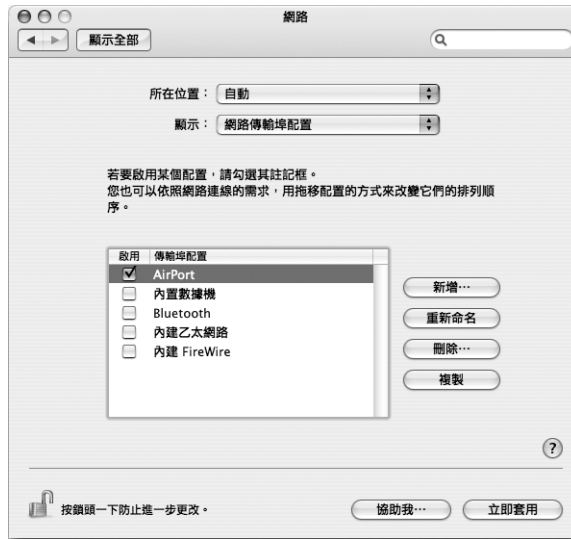 網路
顯示全部
所在位置：自動
顯示：網路傳輸埠配置
若要啟用某個配置，請勾選其註記框。
您也可以依照網路連線的需求，用拖移配置的方式來改變它們的排列順
序。
啟用 傳輸埠配置
AirPort
內置數據機
Bluetooth
內建乙太網路
內建 FireWire
新增…
重新命名
刪除…
複製
?
按鎖頭一下防止進一步更改。
協助我…
立即套用